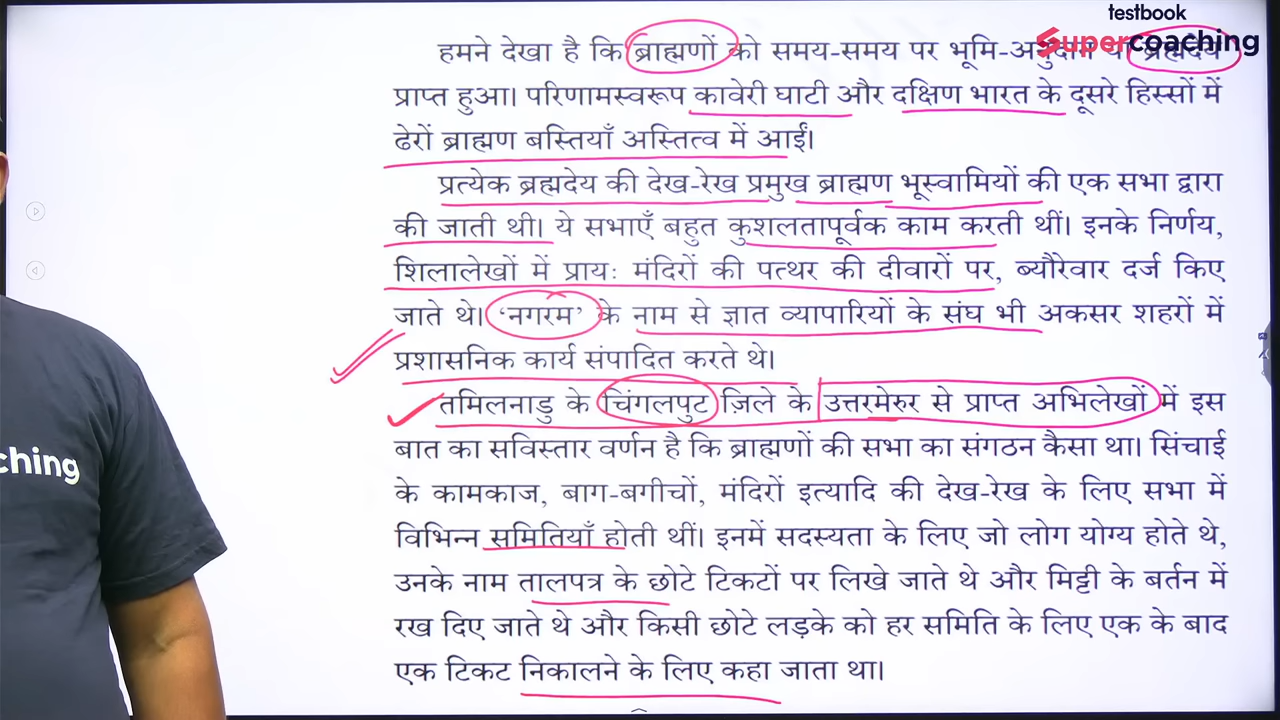 testbook
Supercoaching
हमने देखा है कि ब्राह्मणों को समय-समय पर भूमि-अनुदान या ब्रह्मदेय
प्राप्त हुआ। परिणामस्वरूप कावेरी घाटी और दक्षिण भारत के दूसरे हिस्सों में
ढेरों ब्राह्मण बस्तियाँ अस्तित्व में आईं।
प्रत्येक ब्रह्मदेय की देख-रेख प्रमुख ब्राह्मण भूस्वामियों की एक सभा द्वारा
की जाती थी। ये सभाएँ बहुत कुशलतापूर्वक काम करती थीं। इनके निर्णय,
शिलालेखों में प्रायः मंदिरों की पत्थर की दीवारों पर, ब्यौरेवार दर्ज किए
जाते थे। ‘नगरम’ के नाम से ज्ञात व्यापारियों के संघ भी अकसर शहरों में
प्रशासनिक कार्य संपादित करते थे।
तमिलनाडु के चिंगलपुट ज़िले के उत्तरमेरुर से प्राप्त अभिलेखों में इस
बात का सविस्तार वर्णन है कि ब्राह्मणों की सभा का संगठन कैसा था। सिंचाई
के कामकाज, बाग-बगीचों, मंदिरों इत्यादि की देख-रेख के लिए सभा में
विभिन्न समितियाँ होती थीं। इनमें सदस्यता के लिए जो लोग योग्य होते थे,
उनके नाम तालपत्र के छोटे टिकटों पर लिखे जाते थे और मिट्टी के बर्तन में
रख दिए जाते थे और किसी छोटे लड़के को हर समिति के लिए एक के बाद
एक टिकट निकालने के लिए कहा जाता था।
ching